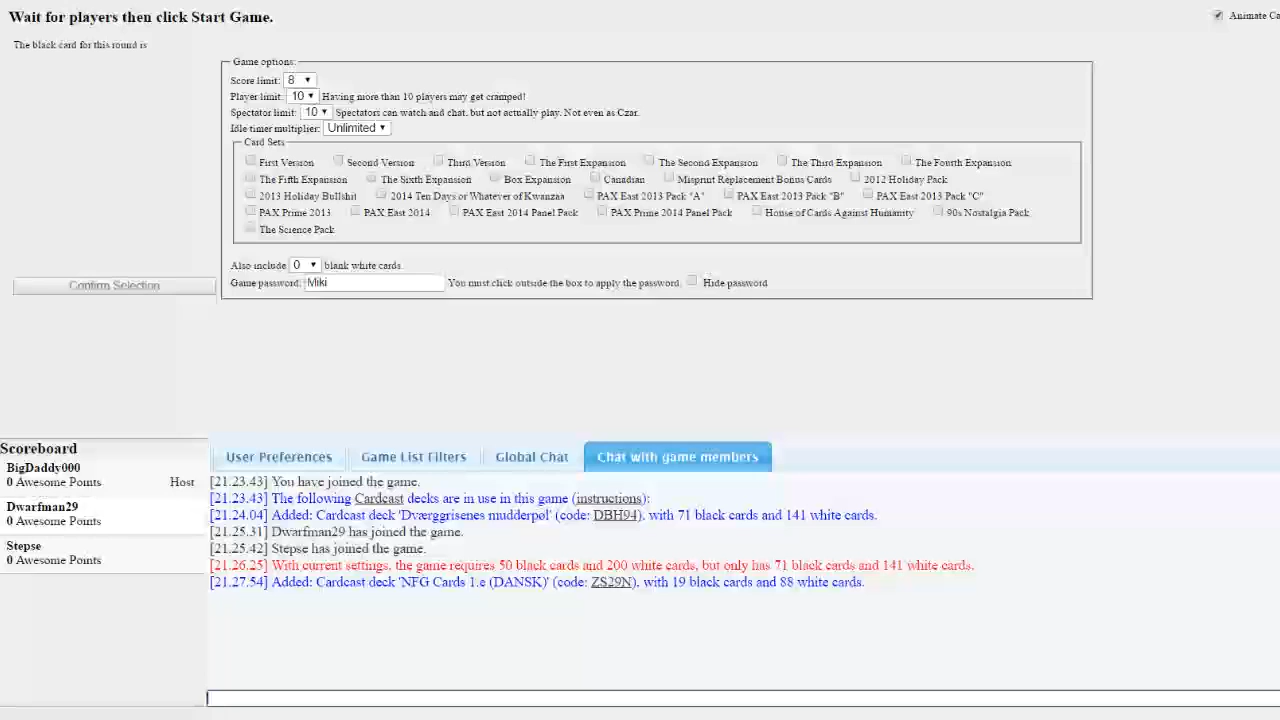 Wait for players then click Start Game.
Animate Ca
The black card for this round is
Game options:
Score limit: 8
Player limit: 10 Having more than 10 players may get cramped!
Spectator limit: 10 Spectators can watch and chat, but not actually play. Not even as Czar.
Idle timer multiplier: Unlimited
Card Sets
First Version Second Version Third Version The First Expansion The Second Expansion The Third Expansion The Fourth Expansion
The Fifth Expansion The Sixth Expansion Box Expansion Canadian Misprint Replacement Bonus Cards 2012 Holiday Pack
2013 Holiday Bullshit 2014 Ten Days or Whatever of Kwanzaa PAX East 2013 Pack "A" PAX East 2013 Pack "B" PAX East 2013 Pack "C"
PAX Prime 2013 PAX East 2014 PAX East 2014 Panel Pack PAX Prime 2014 Panel Pack House of Cards Against Humanity 90s Nostalgia Pack
The Science Pack
Also include 0 blank white cards.
Game password: Miki You must click outside the box to apply the password. Hide password
Confirm Selection
Scoreboard
BigDaddy000
0 Awesome Points Host
Dwarfman29
0 Awesome Points
Stepse
0 Awesome Points
User Preferences Game List Filters Global Chat Chat with game members
[21.23.43] You have joined the game.
[21.23.43] The following Cardcast decks are in use in this game (instructions):
[21.24.04] Added: Cardcast deck 'Dværggrisenes mudderpøl' (code: DBH94), with 71 black cards and 141 white cards.
[21.25.31] Dwarfman29 has joined the game.
[21.25.42] Stepse has joined the game.
[21.26.25] With current settings, the game requires 50 black cards and 200 white cards, but only has 71 black cards and 141 white cards.
[21.27.54] Added: Cardcast deck 'NFG Cards 1.e (DANSK)' (code: ZS29N), with 19 black cards and 88 white cards.